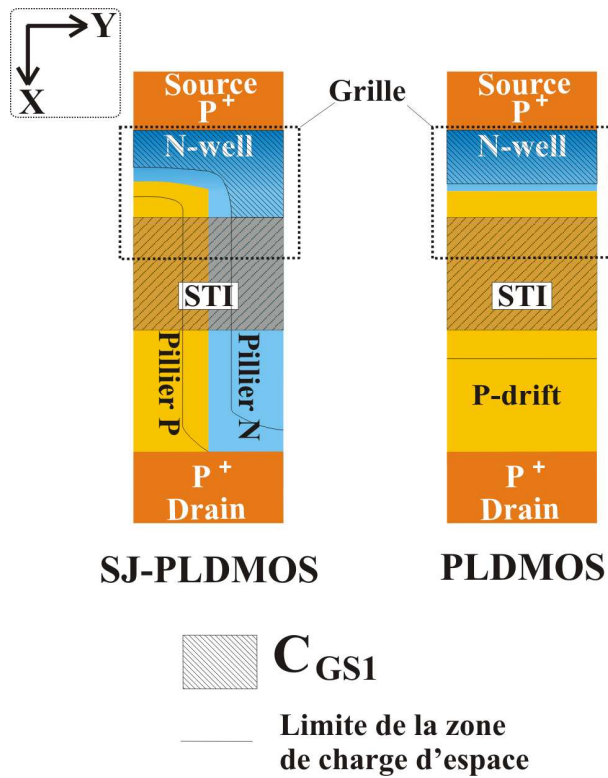 Y
X
Source
P+
N-well
STI
Pillier P
Pillier N
P+
Drain
SJ-PLDMOS
Grille
Source
P+
N-well
STI
P-drift
P+
Drain
PLDMOS
CGS1
Limite de la zone
de charge d'espace